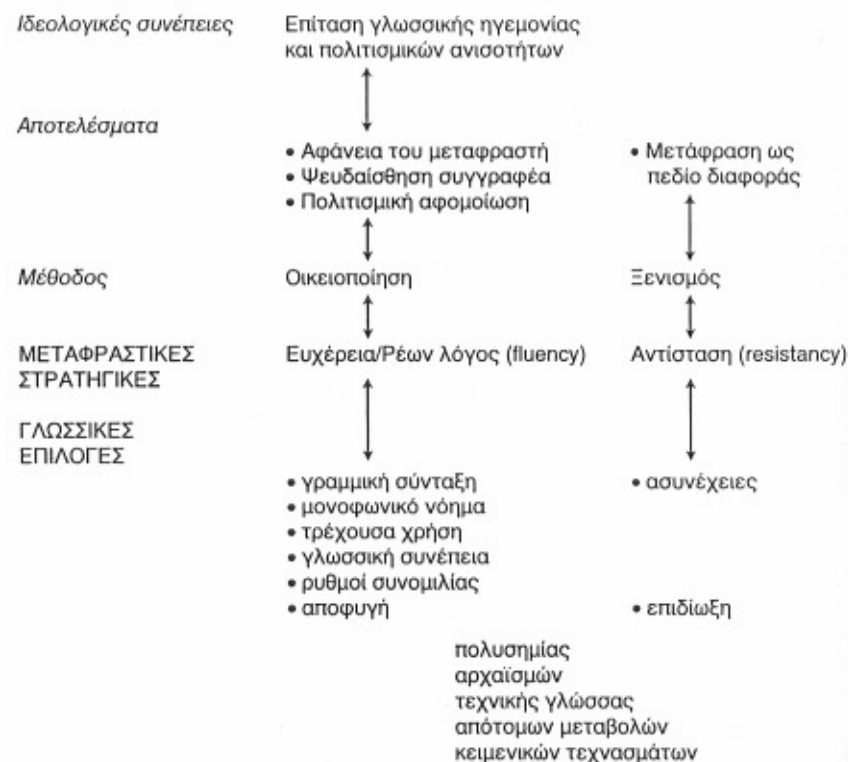 Ιδεολογικές συνέπειες Επίταση γλωσσικής ηγεμονίας
και πολιτισμικών ανισοτήτων
Αποτελέσματα
• Αφάνεια του μεταφραστή • Μετάφραση ως
• Ψευδαίσθηση συγγραφέα πεδίο διαφοράς
• Πολιτισμική αφομοίωση
Μέθοδος Οικειοποίηση Ξενισμός
ΜΕΤΑΦΡΑΣΤΙΚΕΣ Ευχέρεια/Ρέων λόγος (fluency) Αντίσταση (resistancy)
ΣΤΡΑΤΗΓΙΚΕΣ
ΓΛΩΣΣΙΚΕΣ
ΕΠΙΛΟΓΕΣ
• γραμμική σύνταξη • ασυνέχειες
• μονοφωνικό νόημα
• τρέχουσα χρήση
• γλωσσική συνέπεια
• ρυθμοί συνομιλίας
• αποφυγή • επιδίωξη
πολυσημίας
αρχαϊσμών
τεχνικής γλώσσας
απότομων μεταβολών
κειμενικών τεχνασμάτων